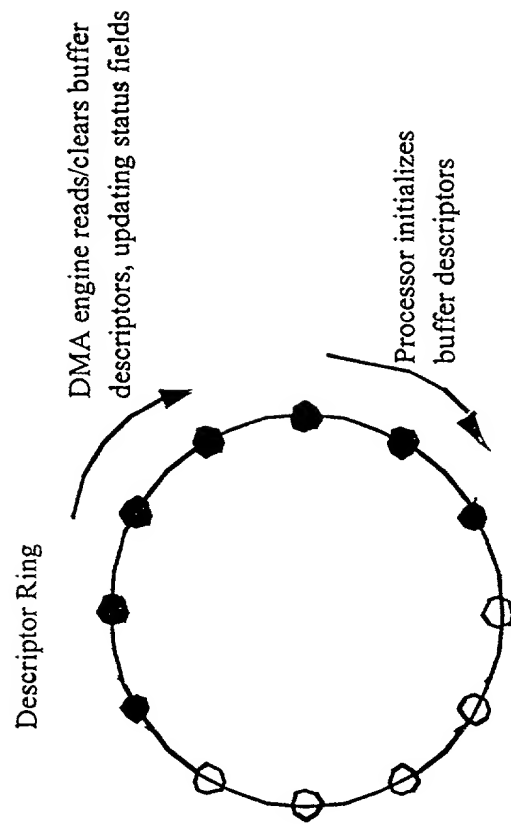 Descriptor Ring
DMA engine reads/clears buffer
descriptors, updating status fields
Processor initializes
buffer descriptors